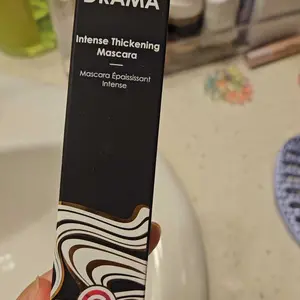 DRAMA
Intense Thickening
Mascara
Mascara Épaississant
Intense